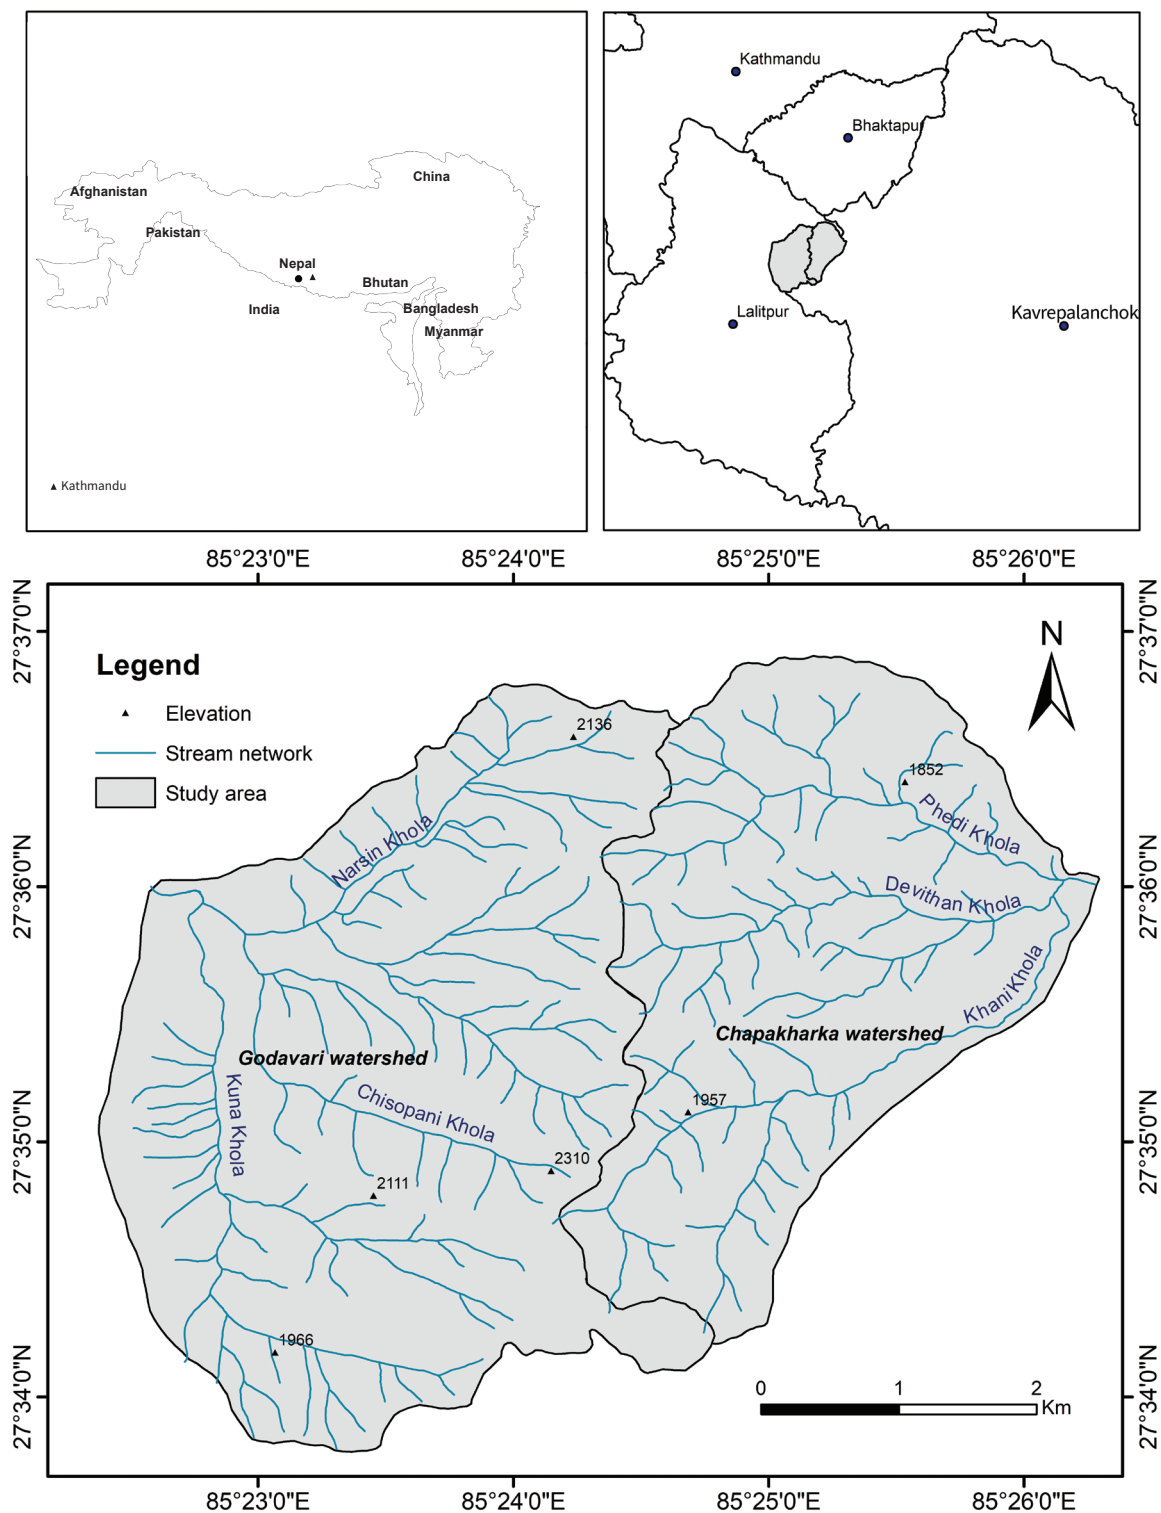 Afghanistan
China
Pakistan
Nepal
Bhutan
India
Bangladesh
Myanmar
Kathmandu
Kathmandu
Bhaktapur
Lalitpur
Kavrepalanchok
85°23'0"E 85°24'0"E 85°25'0"E 85°26'0"E
27°37'0"N
27°36'0"N
27°35'0"N
27°34'0"N
Legend
Elevation
Stream network
Study area
N
2136
1852
Narsin Khola
Phedi Khola
Devithan Khola
Khani Khola
Chapakharka watershed
Godavari watershed
Kuna Khola
Chisopani Khola
1957
2310
2111
1966
0 1 2
Km
27°37'0"N
27°36'0"N
27°35'0"N
27°34'0"N
85°23'0"E 85°24'0"E 85°25'0"E 85°26'0"E